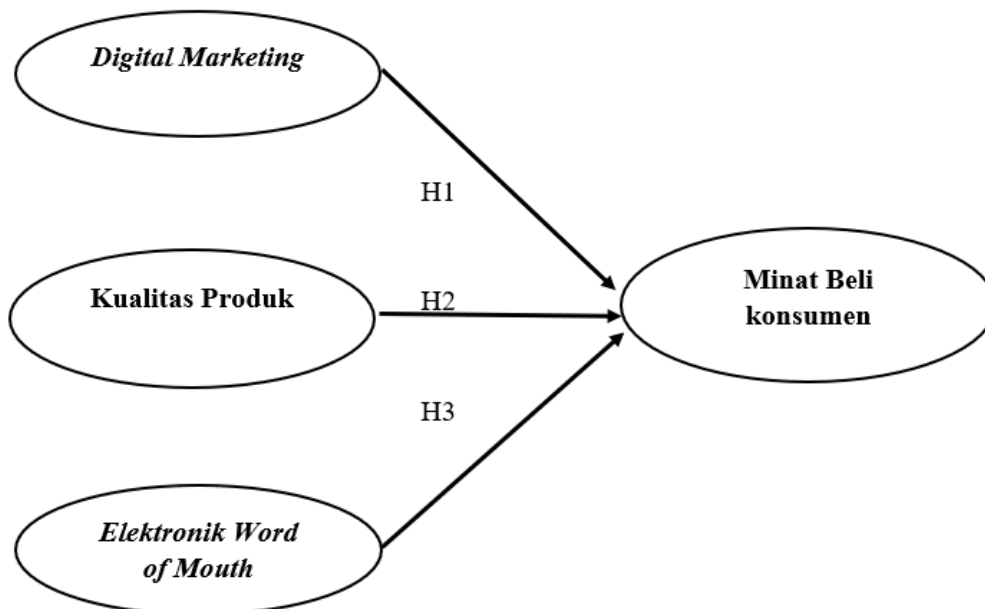 Digital Marketing
H1
Kualitas Produk
H2
Minat Beli
konsumen
H3
Elektronik Word
of Mouth